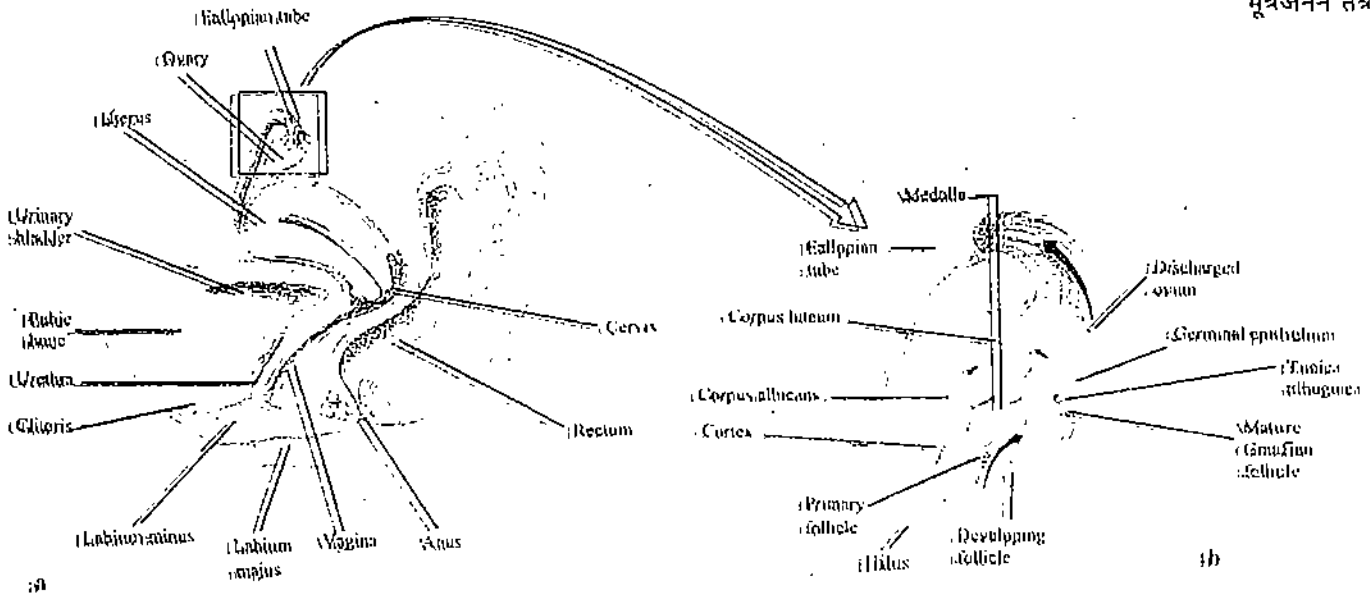 मूत्रजनन तंत्र
Fallopian tube
Ovary
Uterus
Urinary
bladder
Pubic
bone
Urethra
Clitoris
Labium minus
Labium
majus
Vagina
Anus
Rectum
Cervix
a
Medulla
Fallopian
tube
Corpus luteum
Corpus albicans
Cortex
Primary
follicle
Hilus
Developing
follicle
Discharged
ovum
Germinal epithelium
Tunica
albuginea
Mature
Graafian
follicle
b